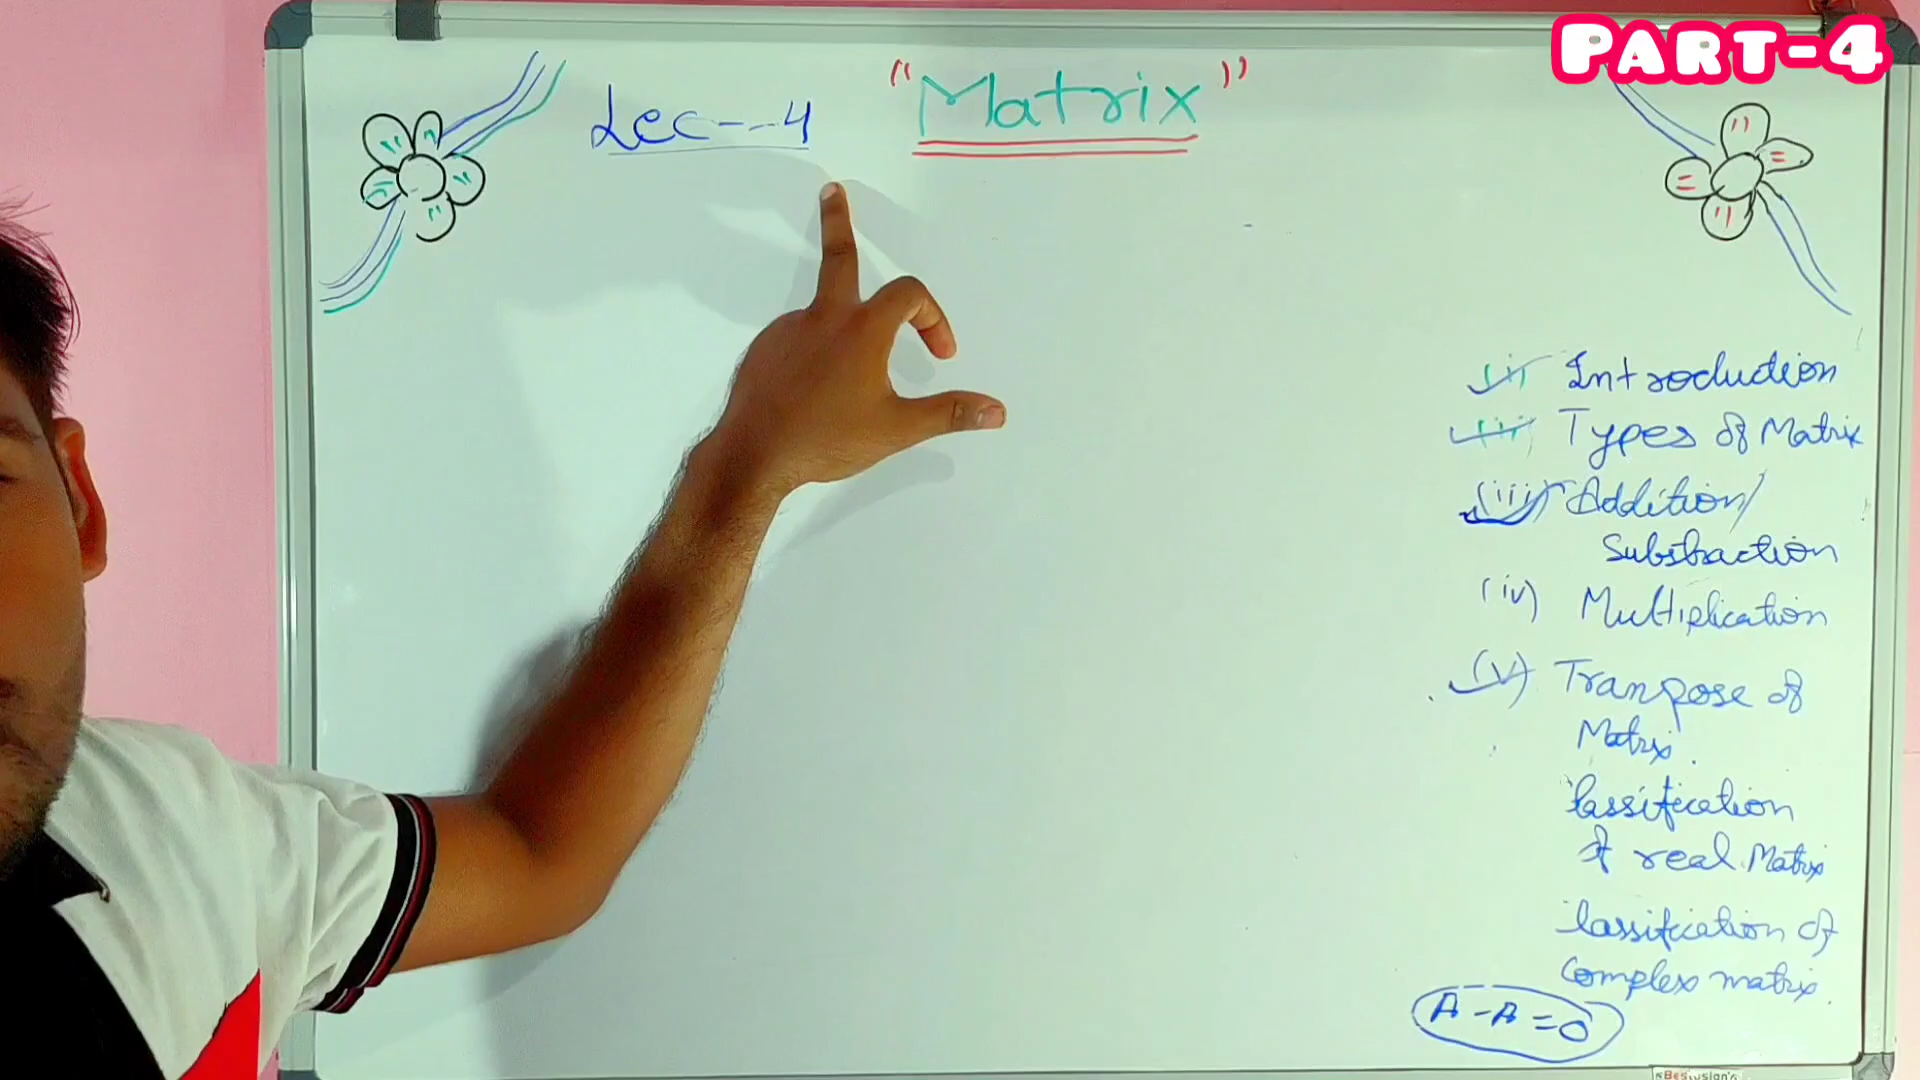 PART-4
Lec--4 "Matrix"
(i) Introduction
(ii) Types of Matrix
(iii) Addition/
Substraction
(iv) Multiplication
(v) Tranpose of
Matrix.
lassification
of real Matrix
lassification of
complex matrix.
A-A=0